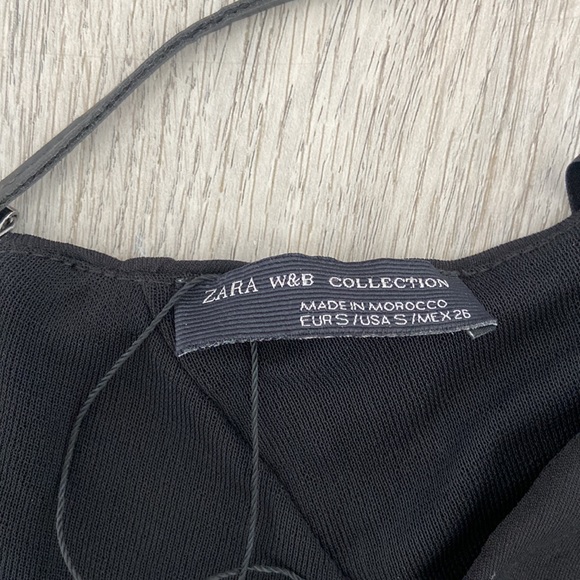 ZARA W&B COLLECTION
MADE IN MOROCCO
EUR S / USA S / MEX 26